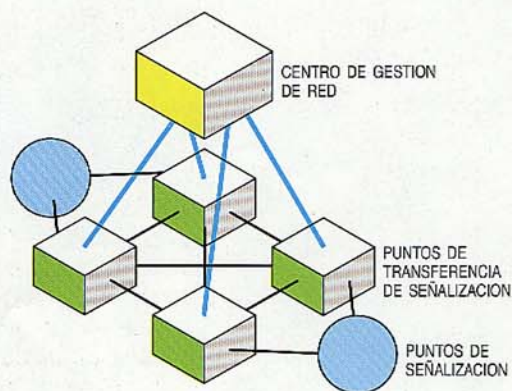 CENTRO DE GESTION
DE RED
PUNTOS DE
TRANSFERENCIA
DE SEÑALIZACION
PUNTOS DE
SEÑALIZACION